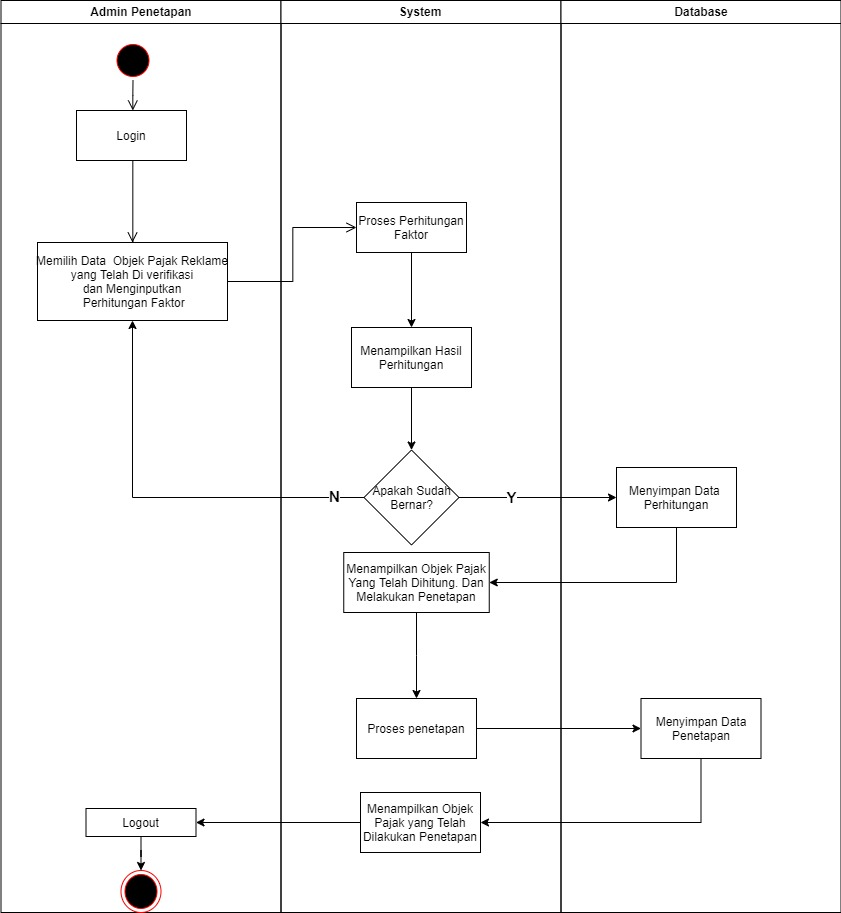 Admin Penetapan
System
Database
Login
Memilih Data Objek Pajak Reklame
yang Telah Di verifikasi
dan Menginputkan
Perhitungan Faktor
Proses Perhitungan
Faktor
Menampilkan Hasil
Perhitungan
Apakah Sudah
Bernar?
N
Y
Menyimpan Data
Perhitungan
Menampilkan Objek Pajak
Yang Telah Dihitung. Dan
Melakukan Penetapan
Proses penetapan
Menyimpan Data
Penetapan
Menampilkan Objek
Pajak yang Telah
Dilakukan Penetapan
Logout